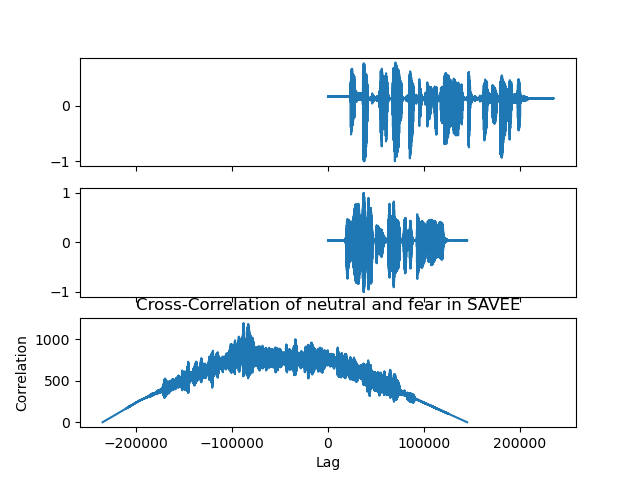 0
−1
1
0
−1
Cross-Correlation of neutral and fear in SAVEE
1000
500
0
Correlation
−200000 −100000 0 100000 200000
Lag